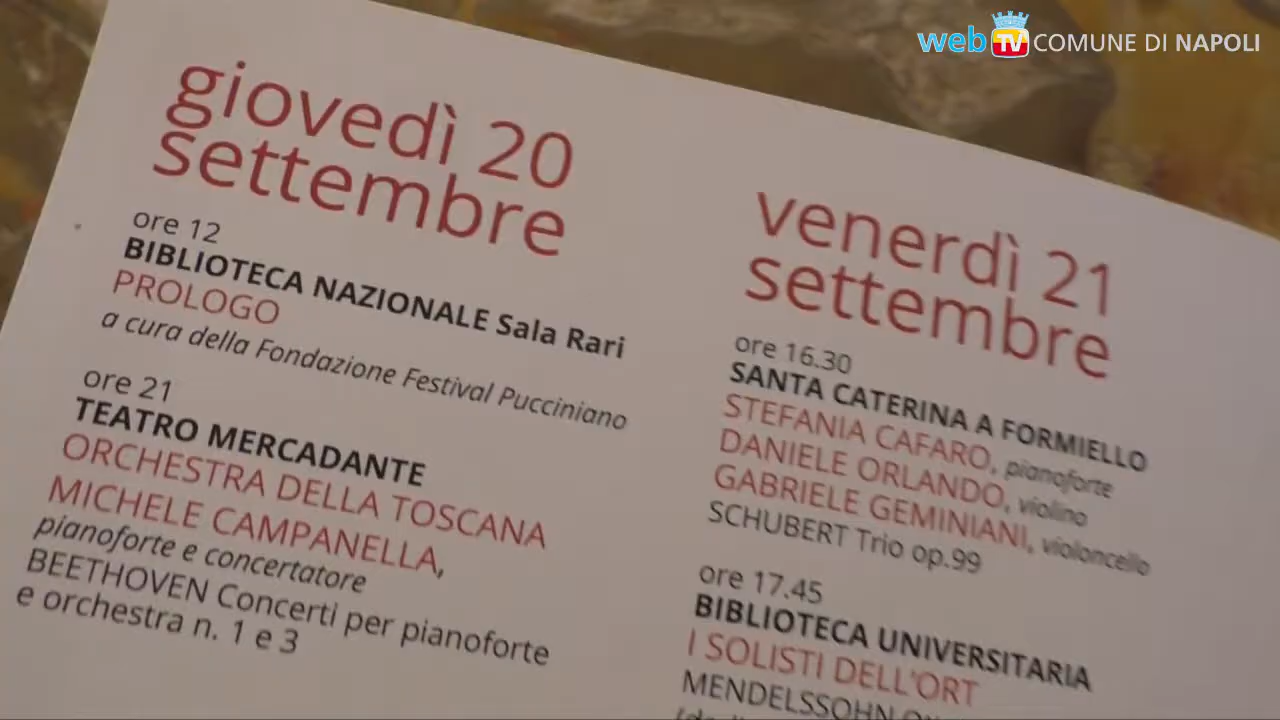 web TV COMUNE DI NAPOLI
giovedì 20
settembre
ore 12
BIBLIOTECA NAZIONALE Sala Rari
PROLOGO
a cura della Fondazione Festival Pucciniano
ore 21
TEATRO MERCADANTE
ORCHESTRA DELLA TOSCANA
MICHELE CAMPANELLA,
pianoforte e concertatore
BEETHOVEN Concerti per pianoforte
e orchestra n. 1 e 3
venerdì 21
settembre
ore 16.30
SANTA CATERINA A FORMIELLO
STEFANIA CAFARO, pianoforte
DANIELE ORLANDO, violino
GABRIELE GEMINIANI, violoncello
SCHUBERT Trio op.99
ore 17.45
BIBLIOTECA UNIVERSITARIA
I SOLISTI DELL'ORT
MENDELSSOHN